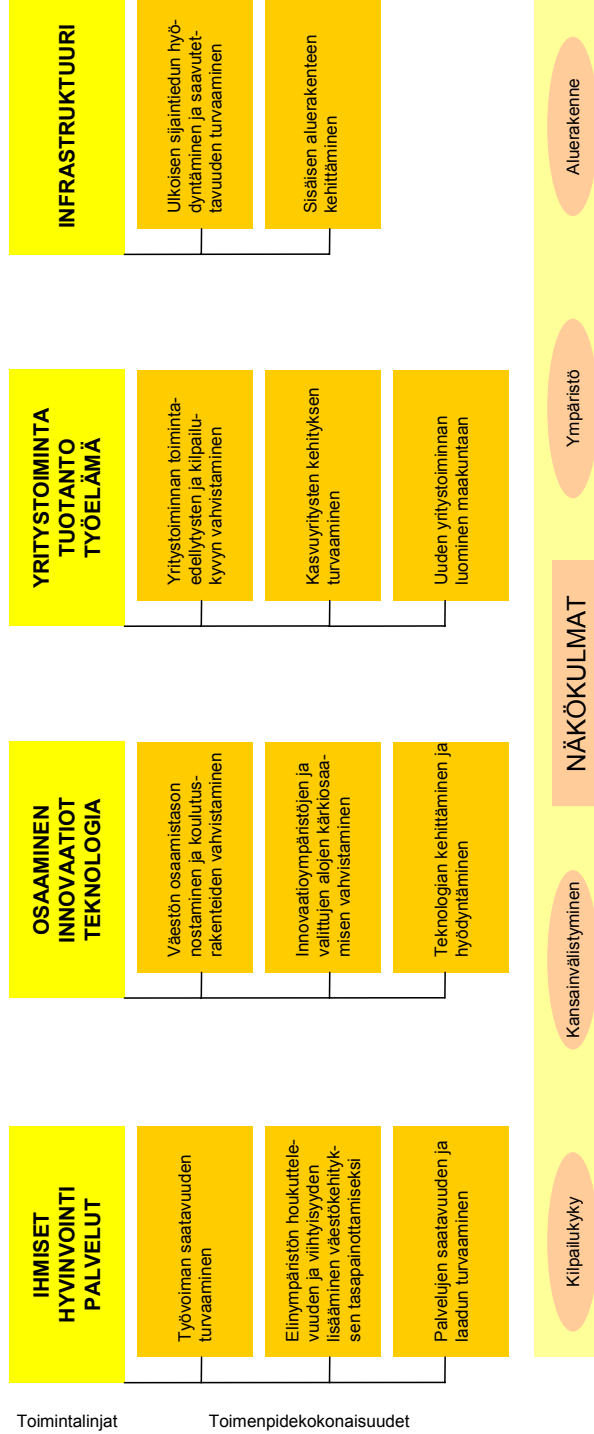 Toimintalinjat
Toimenpidekokonaisuudet
IHMISET
HYVINVOINTI
PALVELUT
Työvoiman saatavuuden
turvaaminen
Elinympäristön houkuttele-
vuuden ja viihtyisyyden
lisääminen väestökehityk-
sen tasapainottamiseksi
Palvelujen saatavuuden ja
laadun turvaaminen
OSAAMINEN
INNOVAATIOT
TEKNOLOGIA
Väestön osaamistason
nostaminen ja koulutus-
rakenteiden vahvistaminen
Innovaatioympäristöjen ja
valittujen alojen kärkiosaa-
misen vahvistaminen
Teknologian kehittäminen ja
hyödyntäminen
YRITYSTOIMINTA
TUOTANTO
TYÖELÄMÄ
Yritystoiminnan toiminta-
edellytysten ja kilpailu-
kyvyn vahvistaminen
Kasvuyritysten kehityksen
turvaaminen
Uuden yritystoiminnan
luominen maakuntaan
INFRASTRUKTUURI
Ulkoisen sijaintiedun hyö-
dyntäminen ja saavutet-
tavuuden turvaaminen
Sisäisen aluerakenteen
kehittäminen
Kilpailukyky
Kansainvälistyminen
NÄKÖKULMAT
Ympäristö
Aluerakenne